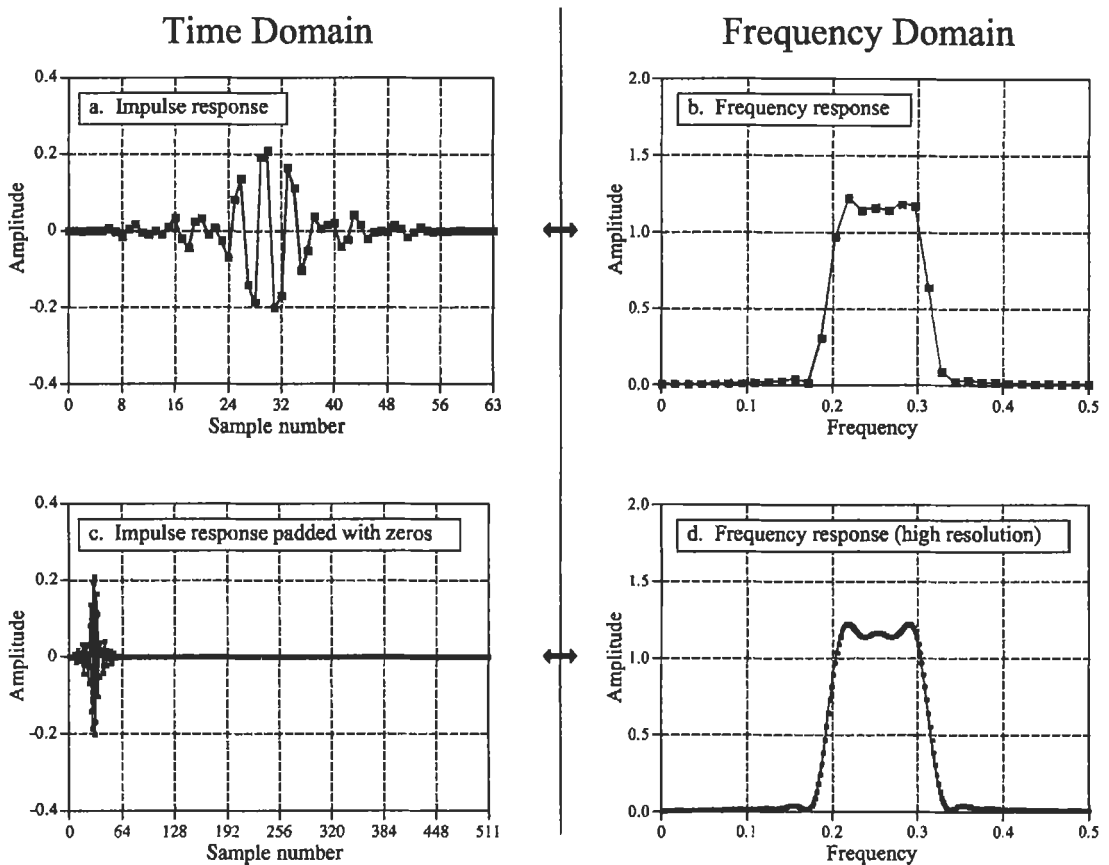 Time Domain
Frequency Domain
a. Impulse response
0.4
0.2
0
-0.2
-0.4
Amplitude
0 8 16 24 32 40 48 56 63
Sample number
b. Frequency response
2.0
1.5
1.0
0.5
0.0
Amplitude
0 0.1 0.2 0.3 0.4 0.5
Frequency
c. Impulse response padded with zeros
0.4
0.2
0
-0.2
-0.4
Amplitude
0 64 128 192 256 320 384 448 511
Sample number
d. Frequency response (high resolution)
2.0
1.5
1.0
0.5
0.0
Amplitude
0 0.1 0.2 0.3 0.4 0.5
Frequency